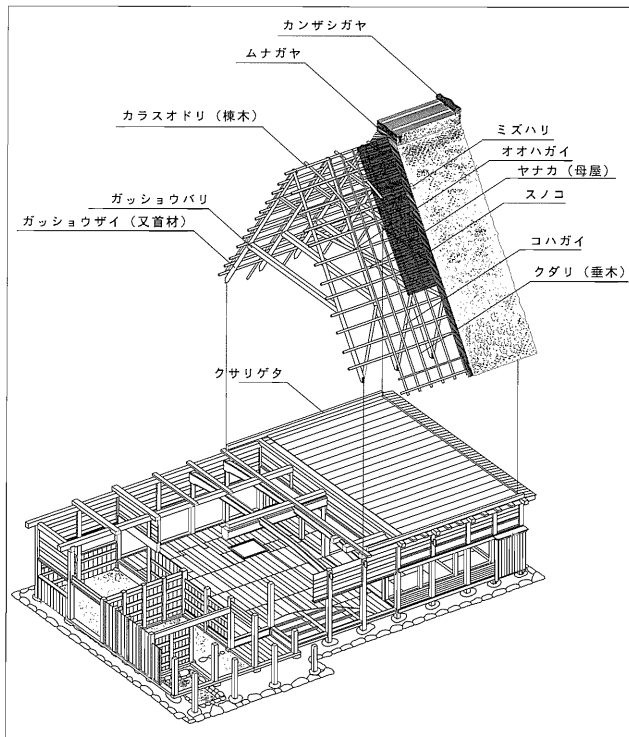 カンザシガヤ
ムナガヤ
カラスオドリ（棟木）
ミズハリ
オオハガイ
ヤナカ（母屋）
スノコ
ガッショウバリ
ガッショウザイ（又首材）
コハガイ
クダリ（垂木）
クサリゲタ